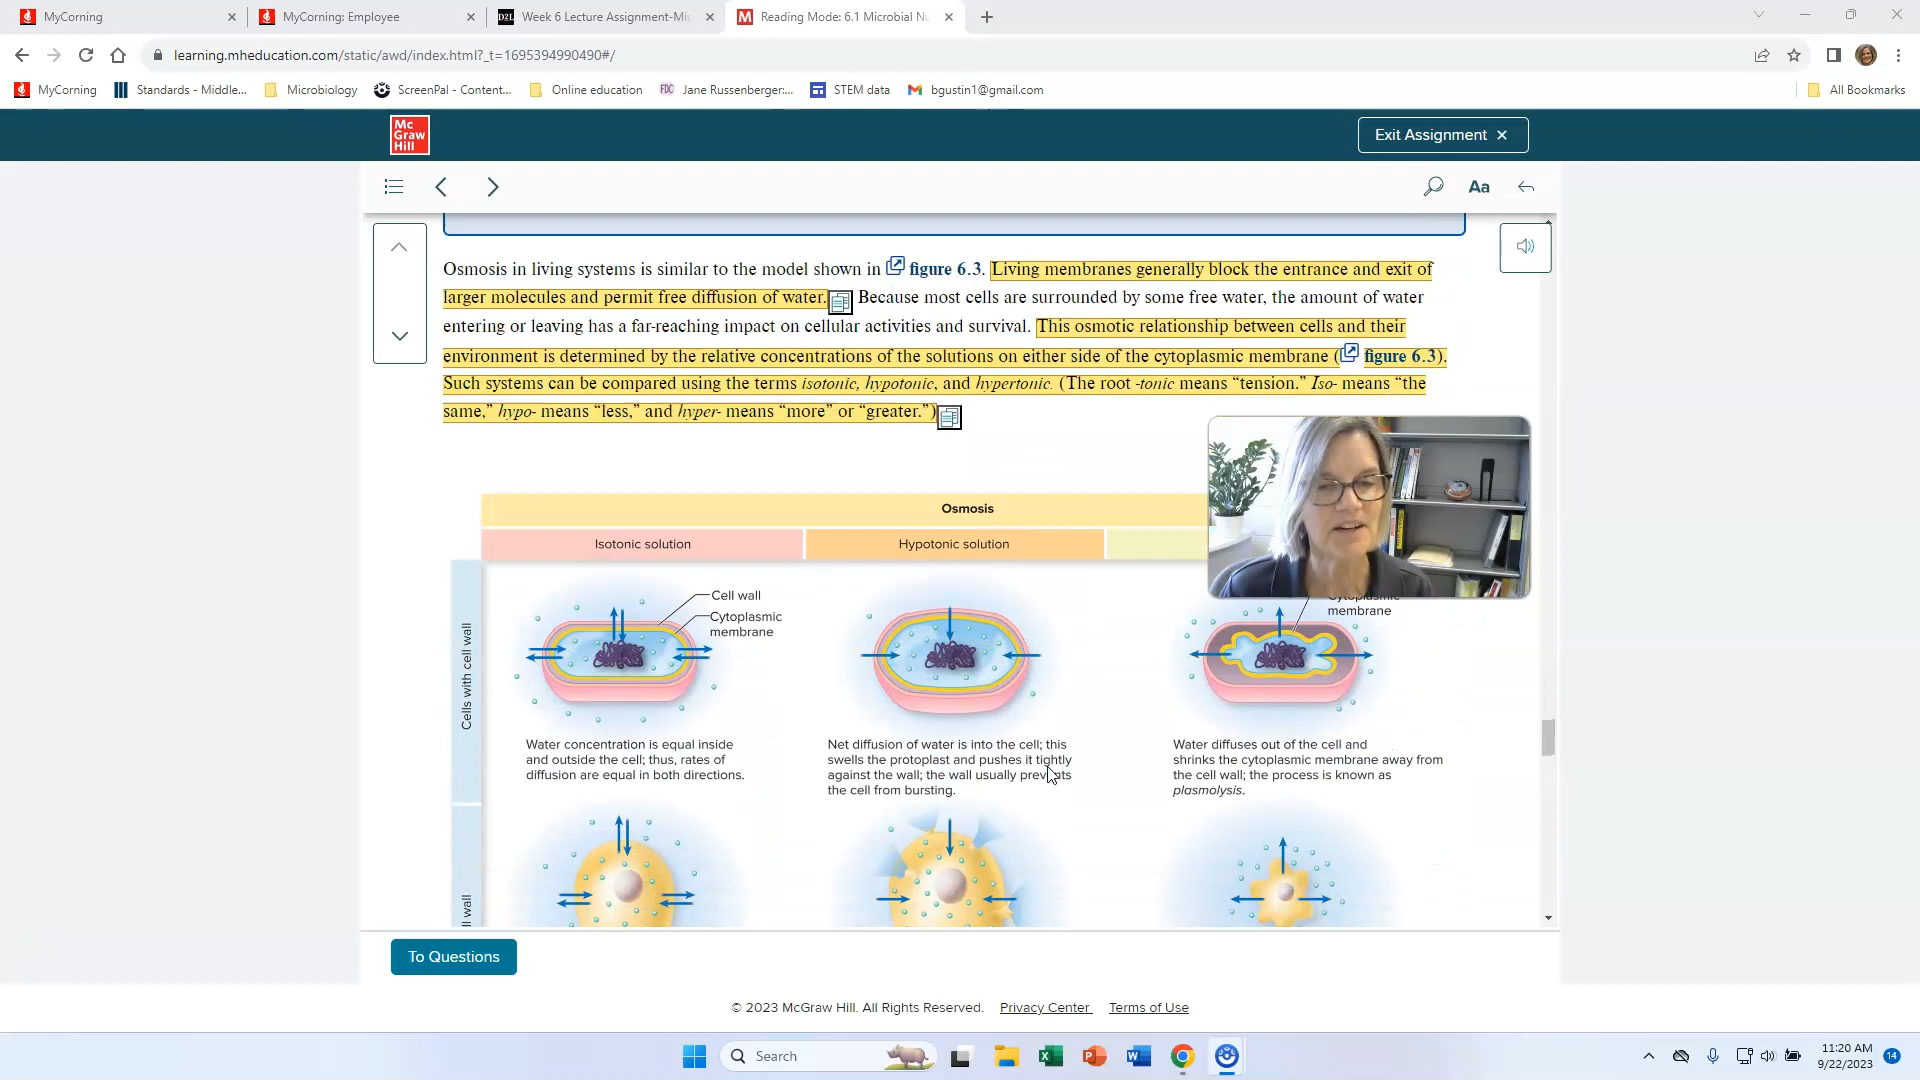 MyCorning
MyCorning: Employee
D2L
Week 6 Lecture Assignment-Mi
M
Reading Mode: 6.1 Microbial Nu
learning.mheducation.com/static/awd/index.html?_t=1695394990490#/
MyCorning
Standards - Middle...
Microbiology
ScreenPal - Content...
Online education
FDC
Jane Russenberger:...
STEM data
bgustin1@gmail.com
All Bookmarks
Mc
Graw
Hill
Exit Assignment
Aa
Osmosis in living systems is similar to the model shown in figure 6.3. Living membranes generally block the entrance and exit of
larger molecules and permit free diffusion of water. Because most cells are surrounded by some free water, the amount of water
entering or leaving has a far-reaching impact on cellular activities and survival. This osmotic relationship between cells and their
environment is determined by the relative concentrations of the solutions on either side of the cytoplasmic membrane ( figure 6.3).
Such systems can be compared using the terms isotonic, hypotonic, and hypertonic. (The root -tonic means “tension.” Iso- means “the
same,” hypo- means “less,” and hyper- means “more” or “greater.”)
Osmosis
Isotonic solution
Hypotonic solution
Cells with cell wall
Cell wall
Cytoplasmic
membrane
Cytoplasmic
membrane
Water concentration is equal inside
and outside the cell; thus, rates of
diffusion are equal in both directions.
Net diffusion of water is into the cell; this
swells the protoplast and pushes it tightly
against the wall; the wall usually prevents
the cell from bursting.
Water diffuses out of the cell and
shrinks the cytoplasmic membrane away from
the cell wall; the process is known as
plasmolysis.
ll wall
To Questions
© 2023 McGraw Hill. All Rights Reserved.
Privacy Center
Terms of Use
Search
11:20 AM
9/22/2023
14